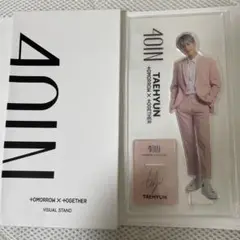 4OIN
TOMORROW X TOGETHER
VISUAL STAND
4OIN
TAEHYUN
TOMORROW X TOGETHER
4OIN
TAEHYUN